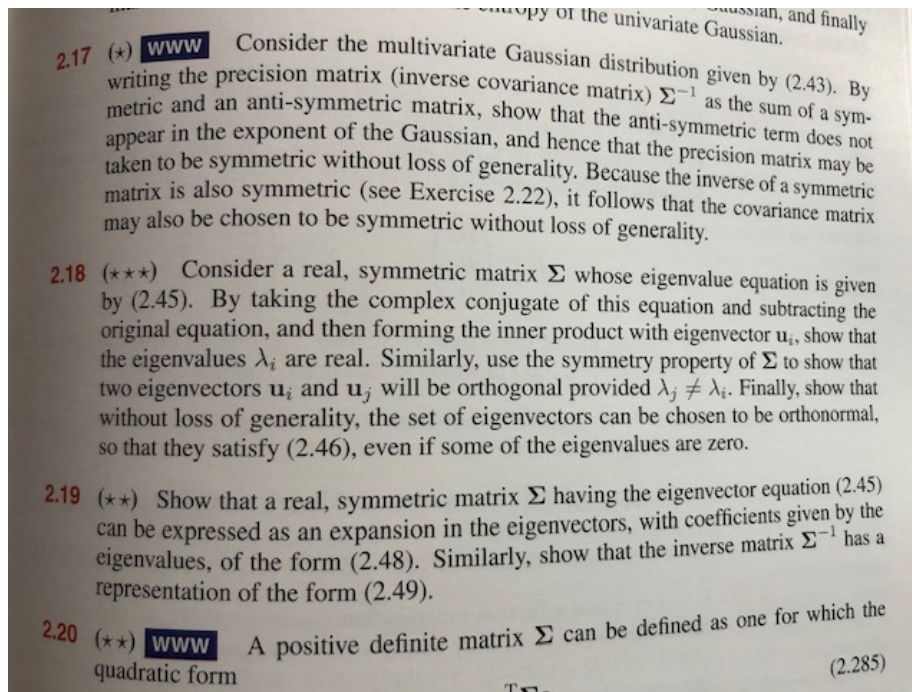 entropy of the univariate Gaussian.
and finally
2.17 (⋆) www Consider the multivariate Gaussian distribution given by (2.43). By
writing the precision matrix (inverse covariance matrix) Σ⁻¹ as the sum of a sym-
metric and an anti-symmetric matrix, show that the anti-symmetric term does not
appear in the exponent of the Gaussian, and hence that the precision matrix may be
taken to be symmetric without loss of generality. Because the inverse of a symmetric
matrix is also symmetric (see Exercise 2.22), it follows that the covariance matrix
may also be chosen to be symmetric without loss of generality.
2.18 (⋆⋆⋆) Consider a real, symmetric matrix Σ whose eigenvalue equation is given
by (2.45). By taking the complex conjugate of this equation and subtracting the
original equation, and then forming the inner product with eigenvector uᵢ, show that
the eigenvalues λᵢ are real. Similarly, use the symmetry property of Σ to show that
two eigenvectors uᵢ and uⱼ will be orthogonal provided λⱼ ≠ λᵢ. Finally, show that
without loss of generality, the set of eigenvectors can be chosen to be orthonormal,
so that they satisfy (2.46), even if some of the eigenvalues are zero.
2.19 (⋆⋆) Show that a real, symmetric matrix Σ having the eigenvector equation (2.45)
can be expressed as an expansion in the eigenvectors, with coefficients given by the
eigenvalues, of the form (2.48). Similarly, show that the inverse matrix Σ⁻¹ has a
representation of the form (2.49).
2.20 (⋆⋆) www A positive definite matrix Σ can be defined as one for which the
quadratic form
(2.285)